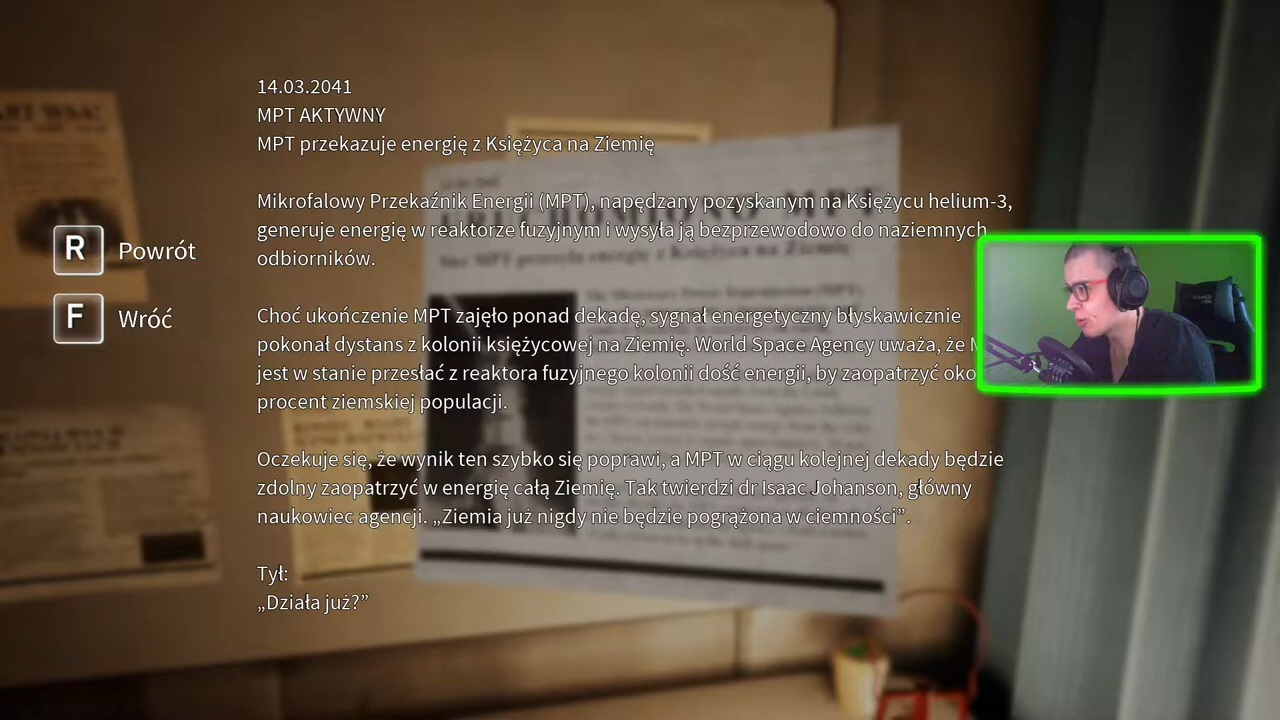 14.03.2041
MPT AKTYWNY
MPT przekazuje energię z Księżyca na Ziemię
Mikrofalowy Przekaźnik Energii (MPT), napędzany pozyskanym na Księżycu helium-3,
generuje energię w reaktorze fuzyjnym i wysyła ją bezprzewodowo do naziemnych
odbiorników.
R Powrót
F Wróć
Choć ukończenie MPT zajęło ponad dekadę, sygnał energetyczny błyskawicznie
pokonał dystans z kolonii księżycowej na Ziemię. World Space Agency uważa, że
jest w stanie przesłać z reaktora fuzyjnego kolonii dość energii, by zaopatrzyć
procent ziemskiej populacji.
Oczekuje się, że wynik ten szybko się poprawi, a MPT w ciągu kolejnej dekady będzie
zdolny zaopatrzyć w energię całą Ziemię. Tak twierdzi dr Isaac Johanson, główny
naukowiec agencji. „Ziemia już nigdy nie będzie pogrążona w ciemności”.
Tył:
„Działa już?”